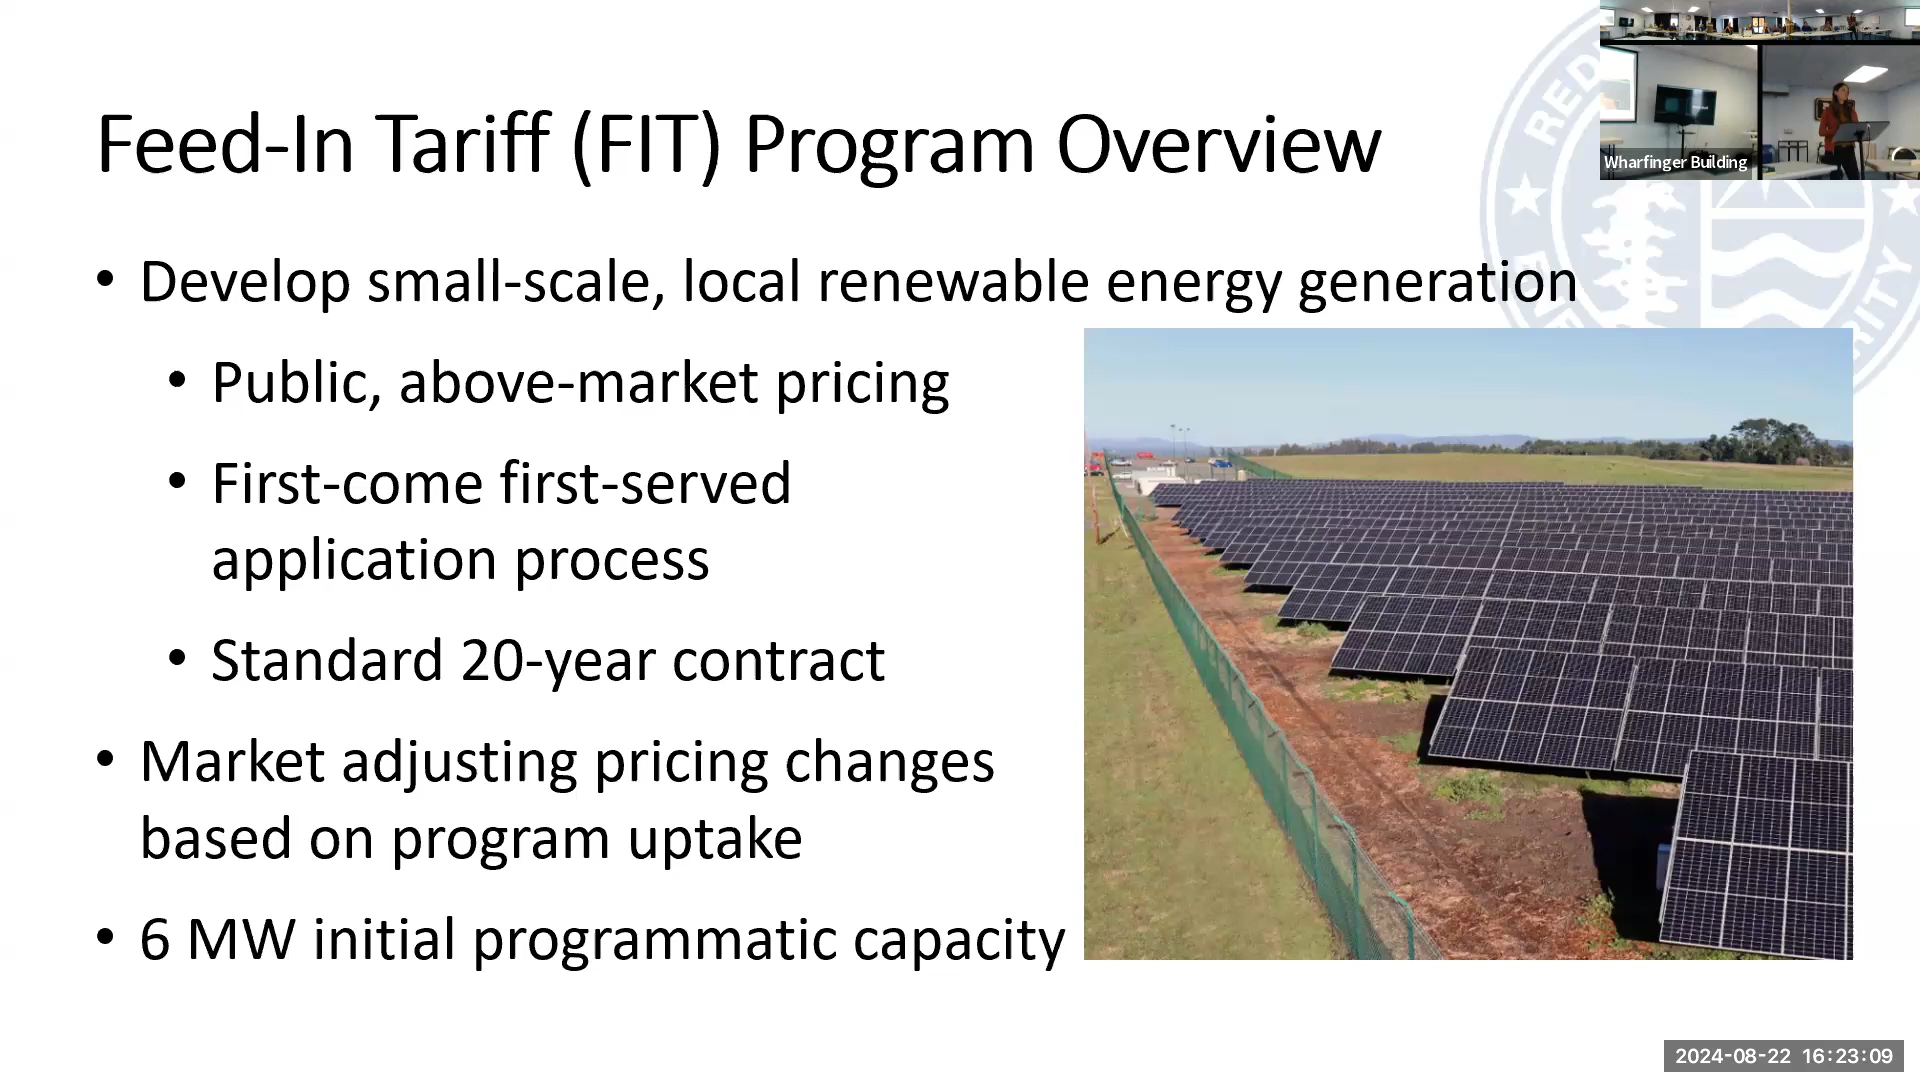 Feed-In Tariff (FIT) Program Overview
• Develop small-scale, local renewable energy generation
• Public, above-market pricing
• First-come first-served
application process
• Standard 20-year contract
• Market adjusting pricing changes
based on program uptake
• 6 MW initial programmatic capacity
Wharfinger Building
2024-08-22 16:23:09